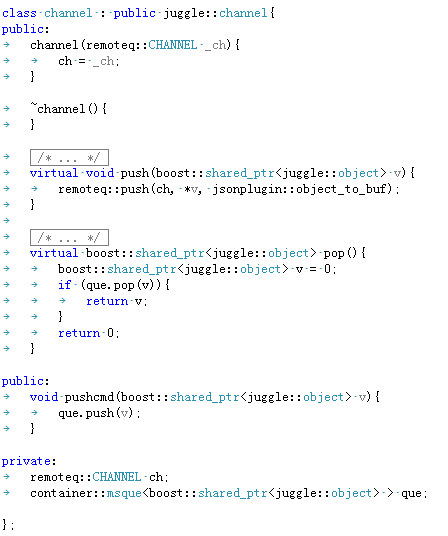 class channel : public juggle::channel{
public:
	channel(remoteq::CHANNEL _ch){
		ch = _ch;
	}

	~channel(){
	}

	/* ... */
	virtual void push(boost::shared_ptr<juggle::object> v){
		remoteq::push(ch, *v, jsonplugin::object_to_buf);
	}

	/* ... */
	virtual boost::shared_ptr<juggle::object> pop(){
		boost::shared_ptr<juggle::object> v = 0;
		if (que.pop(v)){
			return v;
		}
		return 0;
	}

public:
	void pushcmd(boost::shared_ptr<juggle::object> v){
		que.push(v);
	}

private:
	remoteq::CHANNEL ch;
	container::msque<boost::shared_ptr<juggle::object> > que;

};